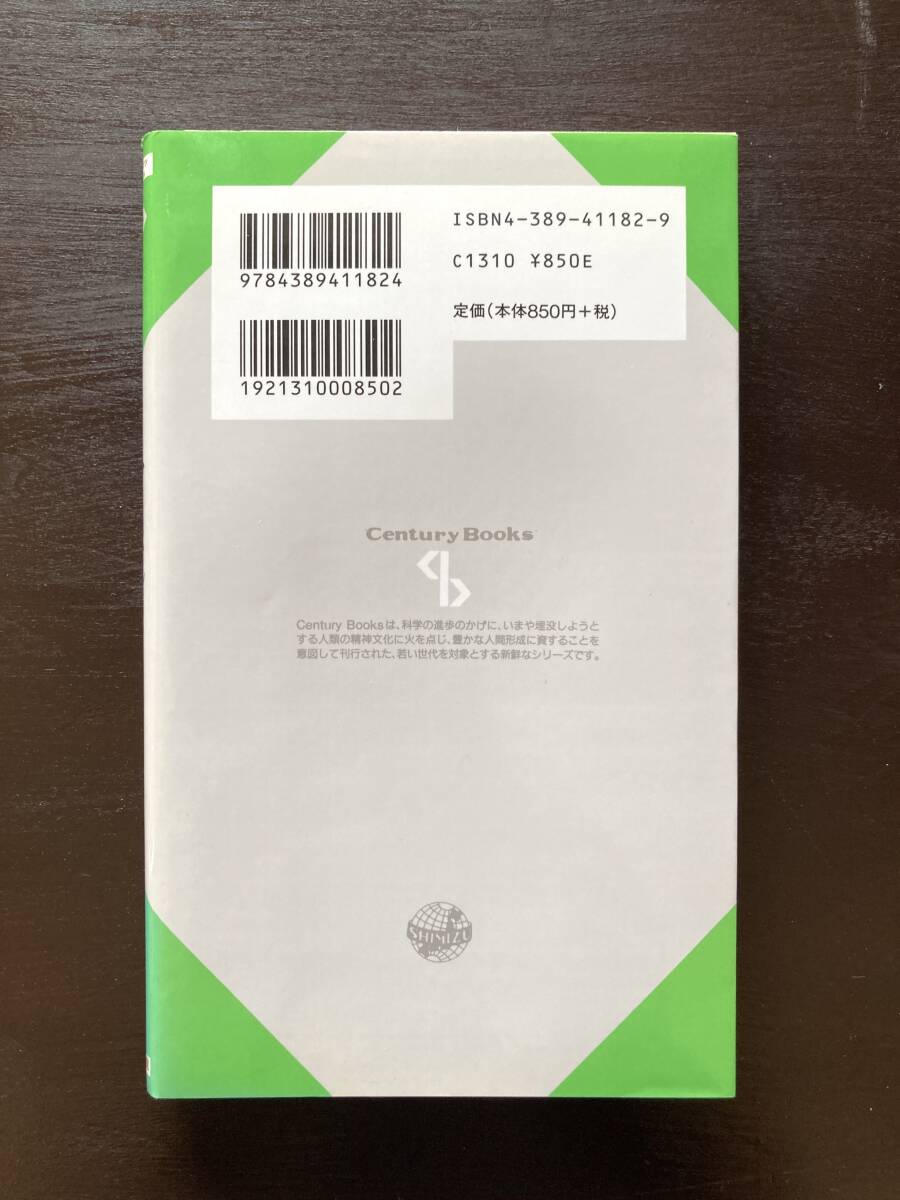 ISBN4-389-41182-9
C1310 ¥850E
定価(本体850円+税)
9784389411824
1921310008502
Century Books
Century Booksは、科学の進歩のかげに、いまや埋没しようと
する人類の精神文化に火を点じ、豊かな人間形成に資することを
意図して刊行された、若い世代を対象とする新鮮なシリーズです。
SHIMIZU